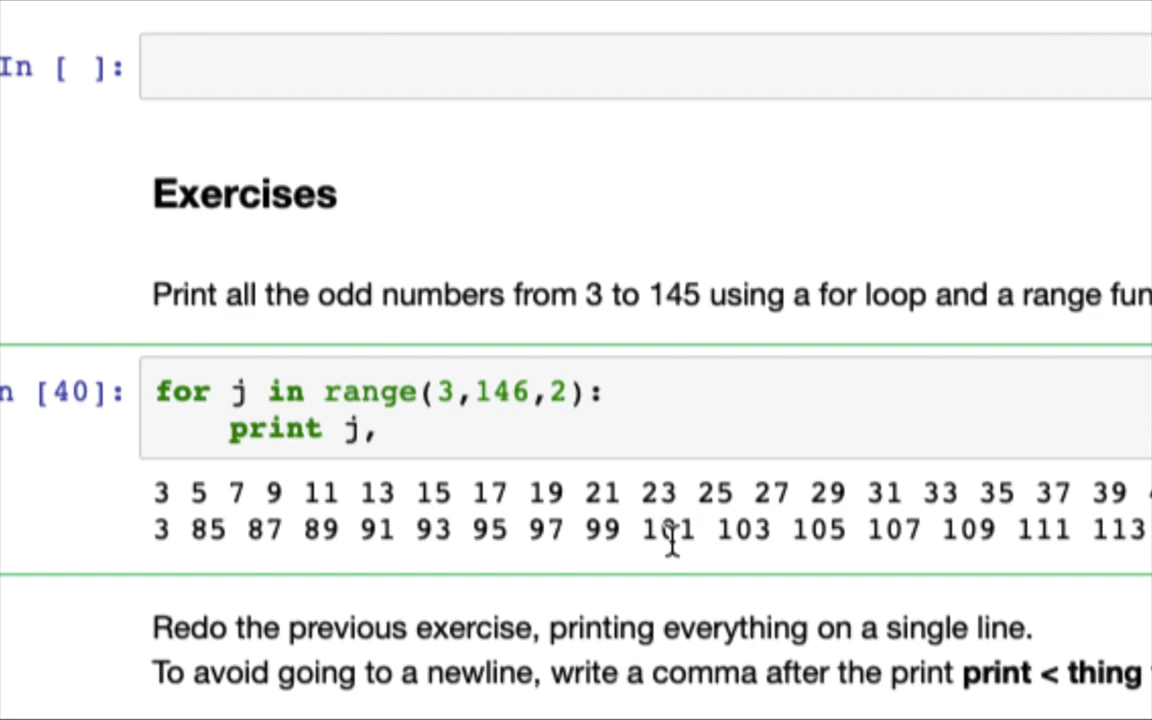 In [ ]:
Exercises
Print all the odd numbers from 3 to 145 using a for loop and a range fun
n [40]:
for j in range(3,146,2):
print j,
3 5 7 9 11 13 15 17 19 21 23 25 27 29 31 33 35 37 39
3 85 87 89 91 93 95 97 99 101 103 105 107 109 111 113
Redo the previous exercise, printing everything on a single line.
To avoid going to a newline, write a comma after the print print < thing